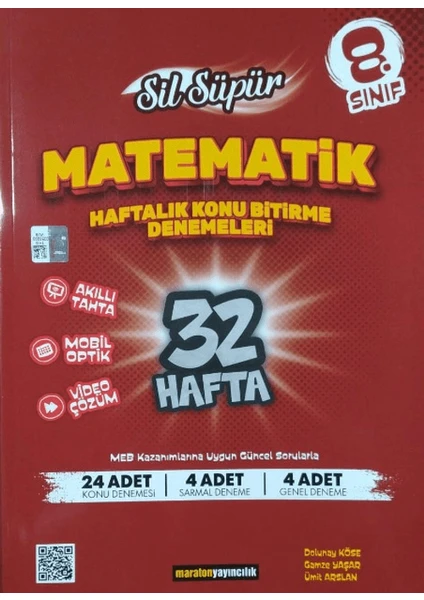 Sil Süpür
8. SINIF
MATEMATİK
HAFTALIK KONU BİTİRME
DENEMELERİ
AKILLI
TAHTA
MOBİL
OPTİK
VİDEO
ÇÖZÜM
32
HAFTA
MEB Kazanımlarına Uygun Güncel Sorularla
24 ADET
KONU DENEMESİ
4 ADET
SARMAL DENEME
4 ADET
GENEL DENEME
maratonyayıncılık
Dolunay KÖSE
Gamze YAŞAR
Ümit ARSLAN